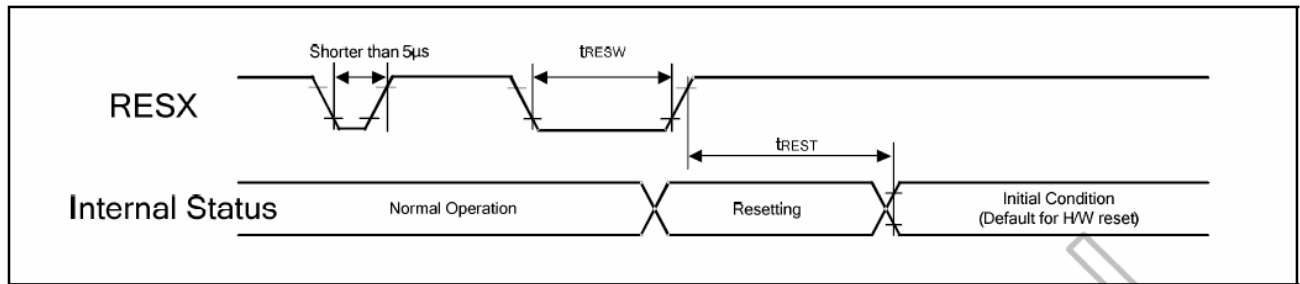 Shorter than 5µs
tRESW
RESX
tREST
Internal Status
Normal Operation
Resetting
Initial Condition
(Default for H/W reset)